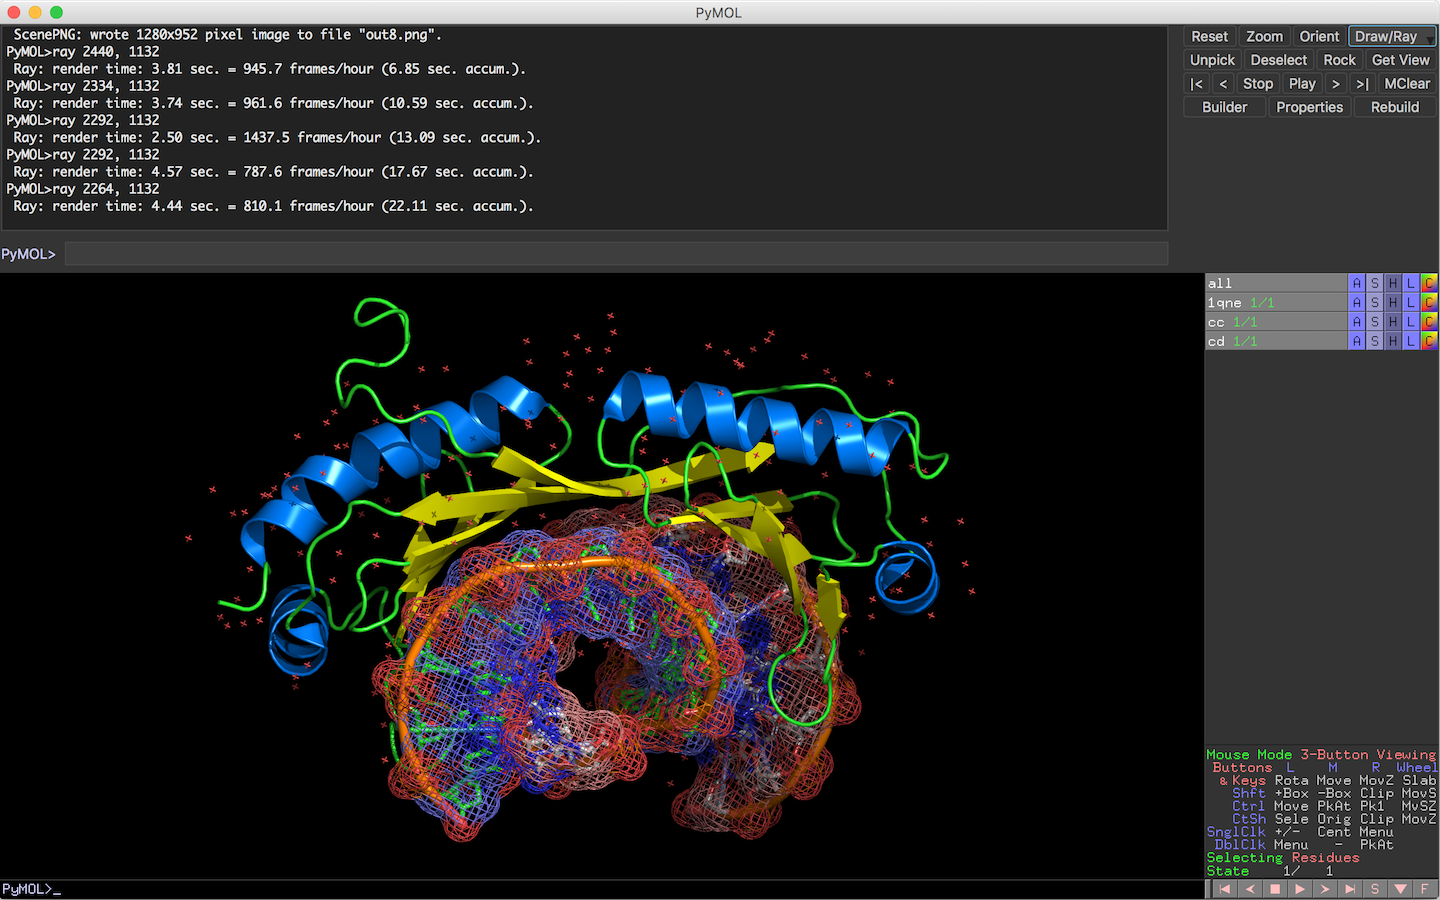 PyMOL
ScenePNG: wrote 1280x952 pixel image to file "out8.png".
PyMOL>ray 2440, 1132
Ray: render time: 3.81 sec. = 945.7 frames/hour (6.85 sec. accum.).
PyMOL>ray 2334, 1132
Ray: render time: 3.74 sec. = 961.6 frames/hour (10.59 sec. accum.).
PyMOL>ray 2292, 1132
Ray: render time: 2.50 sec. = 1437.5 frames/hour (13.09 sec. accum.).
PyMOL>ray 2292, 1132
Ray: render time: 4.57 sec. = 787.6 frames/hour (17.67 sec. accum.).
PyMOL>ray 2264, 1132
Ray: render time: 4.44 sec. = 810.1 frames/hour (22.11 sec. accum.).
PyMOL>
Reset Zoom Orient Draw/Ray
Unpick Deselect Rock Get View
|< < Stop Play > >| MClear
Builder Properties Rebuild
all A S H L C
1qne 1/1 A S H L C
cc 1/1 A S H L C
cd 1/1 A S H L C
Mouse Mode 3-Button Viewing
Buttons L M R Wheel
& Keys Rota Move MovZ Slab
Shft +Box -Box Clip MovS
Ctrl Move PkAt Pk1 MvSZ
CtSh Sele Orig Clip MovZ
SnglClk +/- Cent Menu
DblClk Menu - PkAt
Selecting Residues
State 1/ 1
PyMOL>_
S F